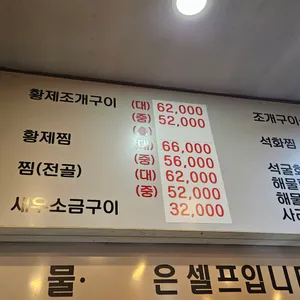 황제조개구이 (대) 62,000
(중) 52,000
황제찜 (대) 66,000
(중) 56,000
찜(전골) (대) 62,000
(중) 52,000
새우소금구이 32,000
조개구이
석화찜
석굴
해물
해물
사리
물· 은 셀프입니다